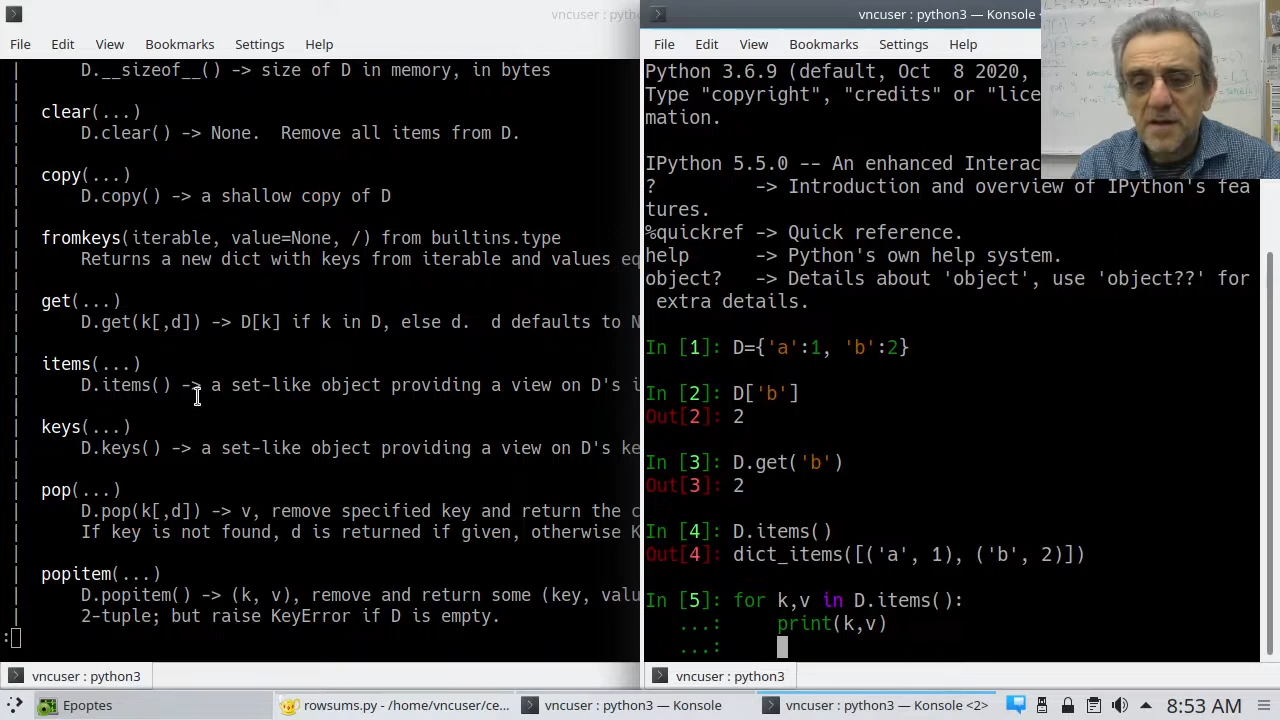 vncuser : pytho
vncuser : python3 — Konsole
File Edit View Bookmarks Settings Help
File Edit View Bookmarks Settings Help
| D.__sizeof__() -> size of D in memory, in bytes
|
| clear(...)
| D.clear() -> None.  Remove all items from D.
|
| copy(...)
| D.copy() -> a shallow copy of D
|
| fromkeys(iterable, value=None, /) from builtins.type
| Returns a new dict with keys from iterable and values eq
|
| get(...)
| D.get(k[,d]) -> D[k] if k in D, else d.  d defaults to N
|
| items(...)
| D.items() -> a set-like object providing a view on D's i
|
| keys(...)
| D.keys() -> a set-like object providing a view on D's ke
|
| pop(...)
| D.pop(k[,d]) -> v, remove specified key and return the c
| If key is not found, d is returned if given, otherwise K
|
| popitem(...)
| D.popitem() -> (k, v), remove and return some (key, valu
| 2-tuple; but raise KeyError if D is empty.
:
Python 3.6.9 (default, Oct  8 2020,
Type "copyright", "credits" or "lice
mation.
IPython 5.5.0 -- An enhanced Interac
?         -> Introduction and overview of IPython's fea
tures.
%quickref -> Quick reference.
help      -> Python's own help system.
object?   -> Details about 'object', use 'object??' for
 extra details.
In [1]: D={'a':1, 'b':2}
In [2]: D['b']
Out[2]: 2
In [3]: D.get('b')
Out[3]: 2
In [4]: D.items()
Out[4]: dict_items([('a', 1), ('b', 2)])
In [5]: for k,v in D.items():
   ...:     print(k,v)
   ...:
vncuser : python3
vncuser : python3
Epoptes
rowsums.py - /home/vncuser/ce...
vncuser : python3 — Konsole
vncuser : python3 — Konsole <2>
8:53 AM